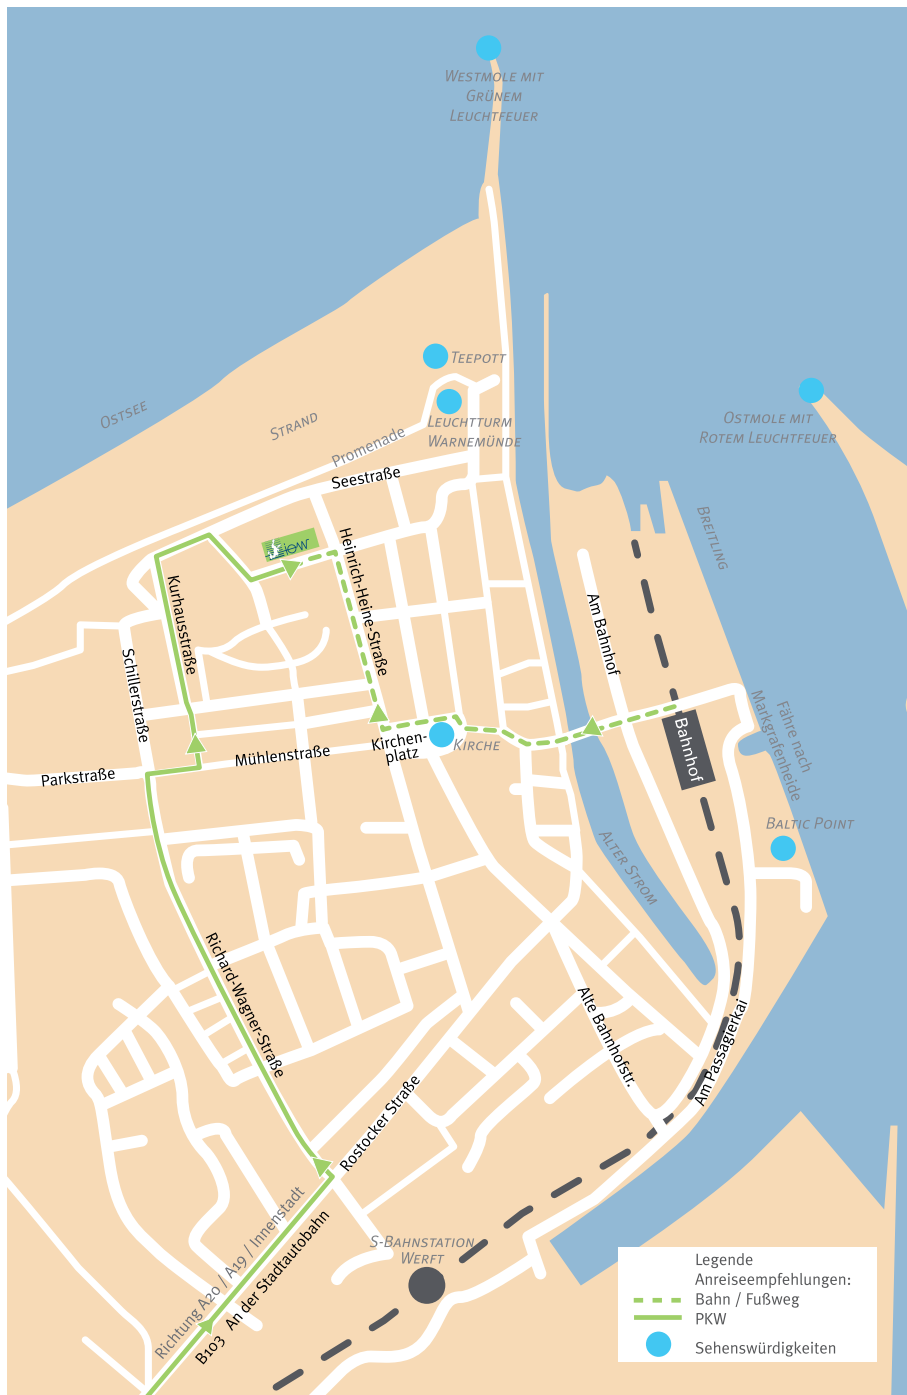 Westmole mit
Grünem
Leuchtfeuer
Teepott
Leuchtturm
Warnemünde
Ostmole mit
Rotem Leuchtfeuer
Ostsee
Strand
Promenade
Seestraße
Breitling
IOW
Heinrich-Heine-Straße
Kurhausstraße
Am Bahnhof
Schillerstraße
Fähre nach
Markgrafenheide
Bahnhof
Kirchen-
platz
Kirche
Mühlenstraße
Parkstraße
Baltic Point
Alter Strom
Richard-Wagner-Straße
Alte Bahnhofstr.
Am Passagierkai
Rostocker Straße
Richtung A20 / A19 / Innenstadt
B103 An der Stadtautobahn
S-Bahnstation
Werft
Legende
Anreiseempfehlungen:
Bahn / Fußweg
PKW
Sehenswürdigkeiten